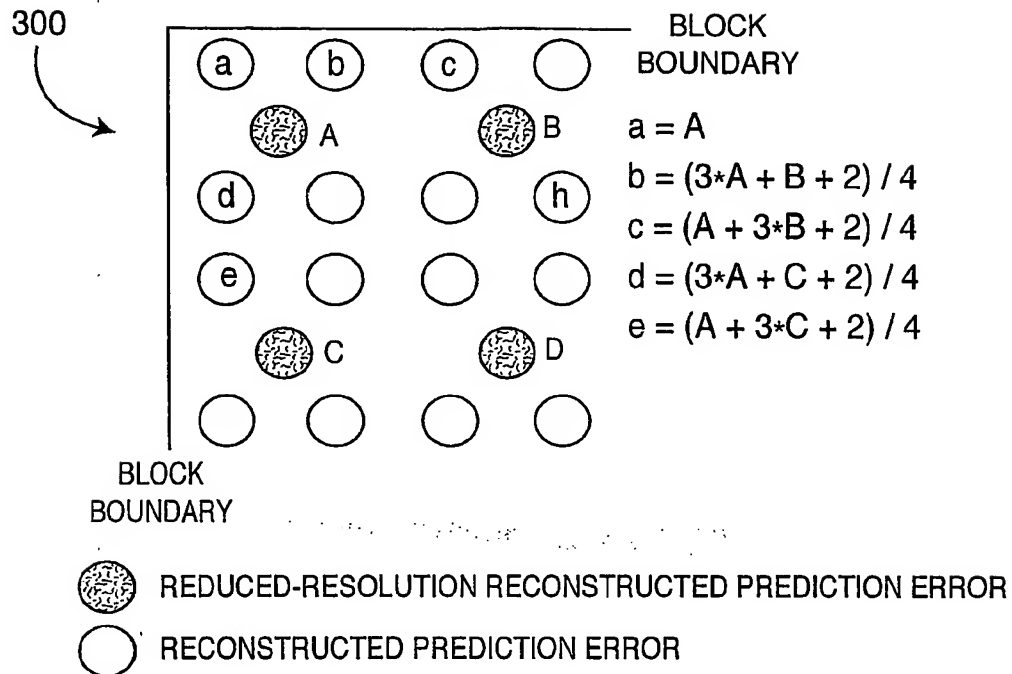 300
BLOCK
BOUNDARY
a b c
A B
a = A
d h
b = (3*A + B + 2) / 4
c = (A + 3*B + 2) / 4
e
d = (3*A + C + 2) / 4
e = (A + 3*C + 2) / 4
C D
BLOCK
BOUNDARY
REDUCED-RESOLUTION RECONSTRUCTED PREDICTION ERROR
RECONSTRUCTED PREDICTION ERROR